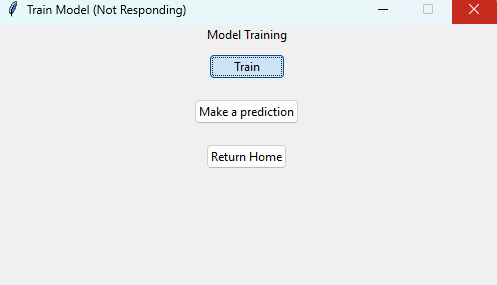 Train Model (Not Responding)
Model Training
Train
Make a prediction
Return Home